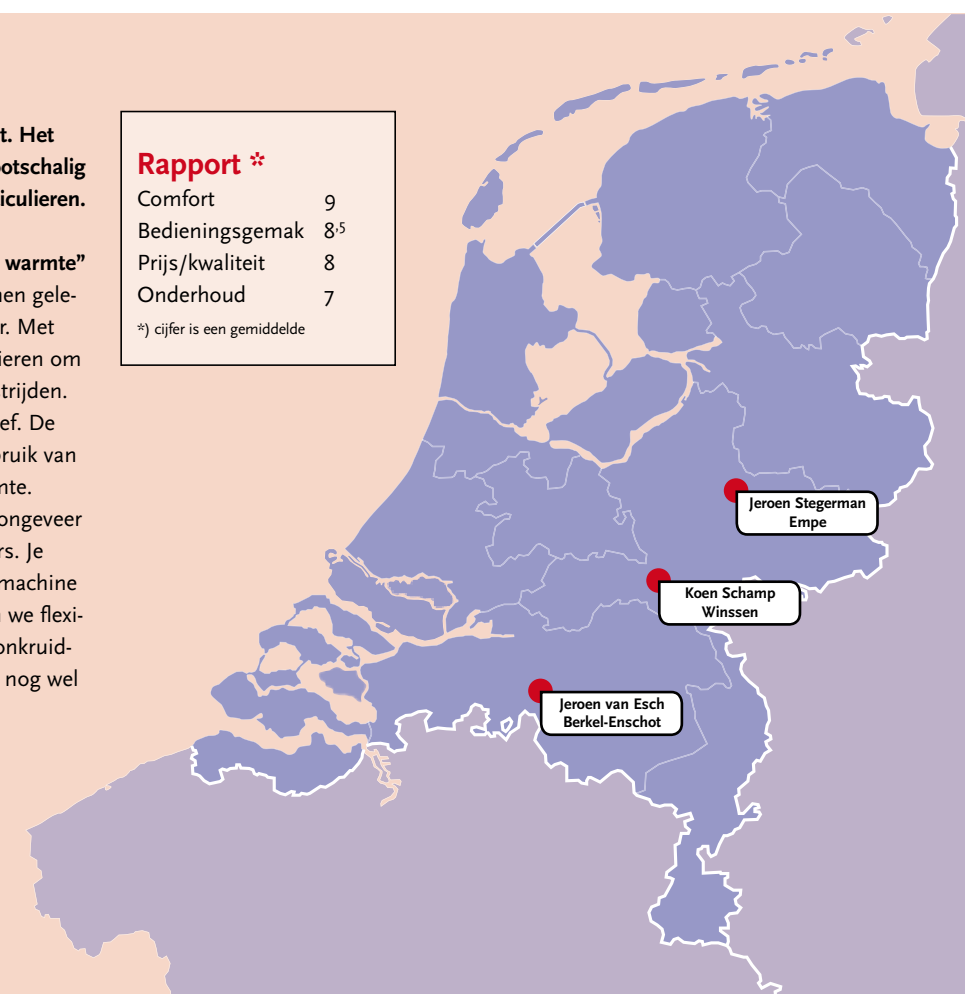 t. Het
otschalig
iculieren.
warmte”
en gele-
r. Met
ieren om
trijden.
ef. De
ruik van
nte.
ongeveer
rs. Je
machine
we flexi-
onkruid-
nog wel
Rapport *
Comfort 9
Bedieningsgemak 8,5
Prijs/kwaliteit 8
Onderhoud 7
*) cijfer is een gemiddelde
Jeroen Stegerman
Empe
Koen Schamp
Winssen
Jeroen van Esch
Berkel-Enschot